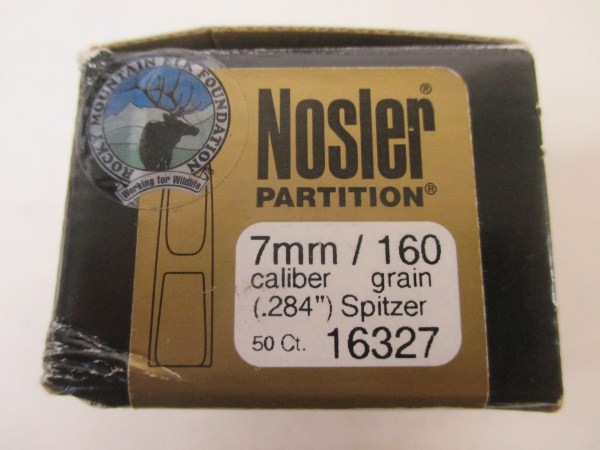 ROCKY MOUNTAIN ELK FOUNDATION
Working for Wildlife
Nosler®
PARTITION®
7mm / 160
caliber grain
(.284") Spitzer
50 Ct. 16327